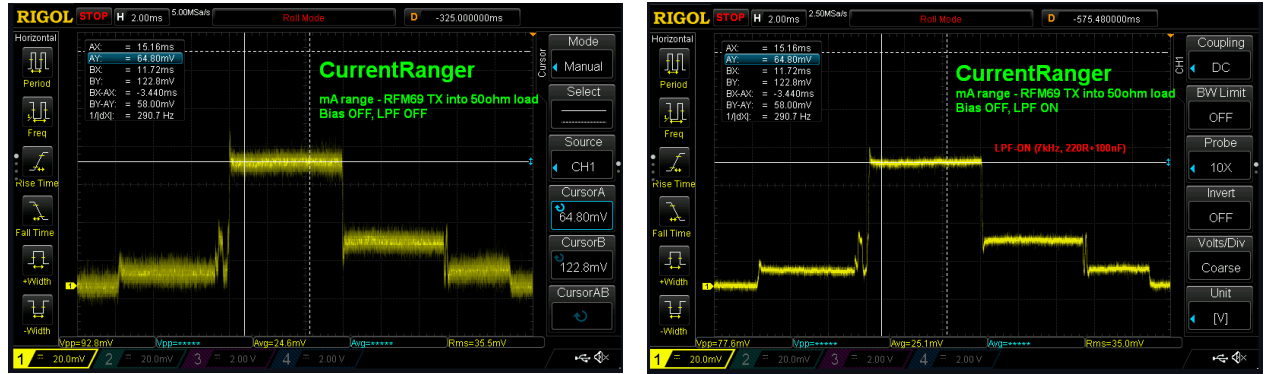 RIGOL STOP H 2.00ms 5.00MSa/s Roll Mode D -325.000000ms
Horizontal
Period
Freq
Rise Time
Fall Time
+Width
-Width
AX: = 15.16ms
AY: = 64.80mV
BX: = 11.72ms
BY: = 122.8mV
BX-AX: = -3.440ms
BY-AY: = 58.00mV
1/|dX|: = 290.7 Hz
CurrentRanger
mA range - RFM69 TX into 50ohm load
Bias OFF, LPF OFF
Cursor
Mode
Manual
Select
Source
CH1
CursorA
64.80mV
CursorB
122.8mV
CursorAB
1
Vpp=92.8mV Vpp=***** Avg=24.6mV Avg=***** Rms=35.5mV
1 = 20.0mV 2 = 20.0mV 3 = 2.00 V 4 = 2.00 V
RIGOL STOP H 2.00ms 2.50MSa/s Roll Mode D -575.480000ms
Horizontal
Period
Freq
Rise Time
Fall Time
+Width
-Width
AX: = 15.16ms
AY: = 64.80mV
BX: = 11.72ms
BY: = 122.8mV
BX-AX: = -3.440ms
BY-AY: = 58.00mV
1/|dX|: = 290.7 Hz
CurrentRanger
mA range - RFM69 TX into 50ohm load
Bias OFF, LPF ON
LPF-ON (7kHz, 220R+100nF)
CH1
Coupling
DC
BW Limit
OFF
Probe
10X
Invert
OFF
Volts/Div
Coarse
Unit
[V]
1
Vpp=77.6mV Vpp=***** Avg=25.1mV Avg=***** Rms=35.0mV
1 = 20.0mV 2 = 20.0mV 3 = 2.00 V 4 = 2.00 V